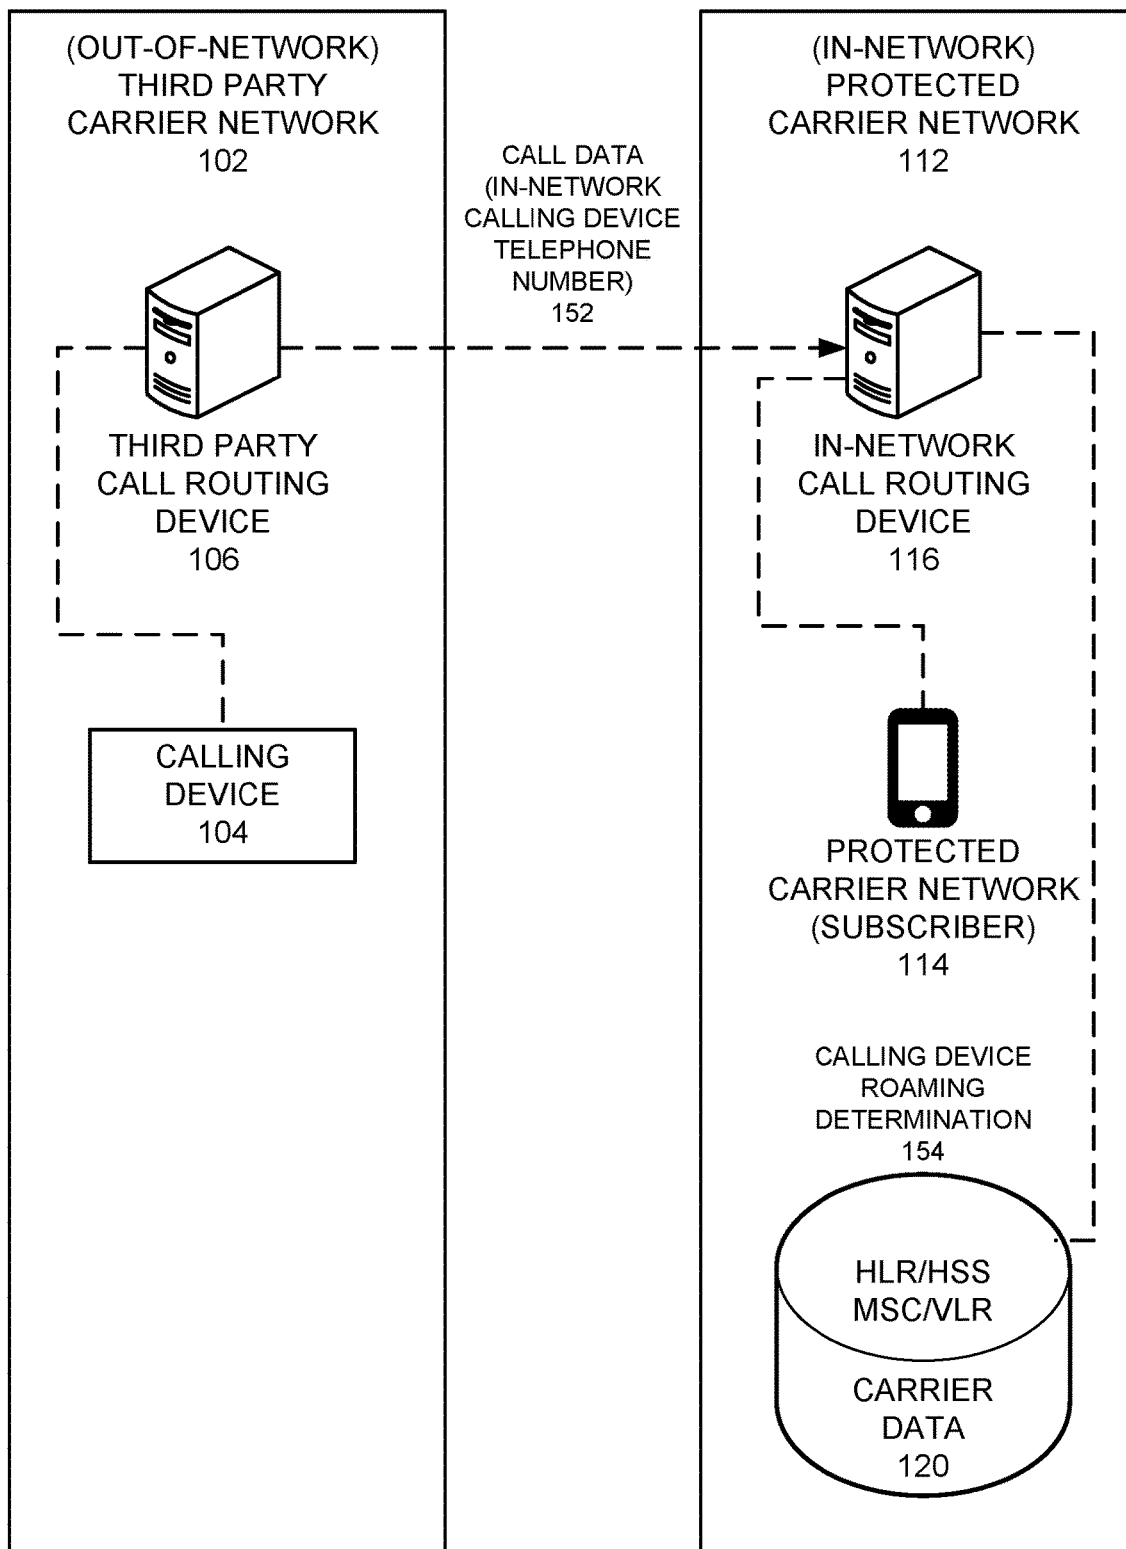 (OUT-OF-NETWORK)
THIRD PARTY
CARRIER NETWORK
102
CALL DATA
(IN-NETWORK
CALLING DEVICE
TELEPHONE
NUMBER)
152
(IN-NETWORK)
PROTECTED
CARRIER NETWORK
112
THIRD PARTY
CALL ROUTING
DEVICE
106
IN-NETWORK
CALL ROUTING
DEVICE
116
CALLING
DEVICE
104
PROTECTED
CARRIER NETWORK
(SUBSCRIBER)
114
CALLING DEVICE
ROAMING
DETERMINATION
154
HLR/HSS
MSC/VLR
CARRIER
DATA
120